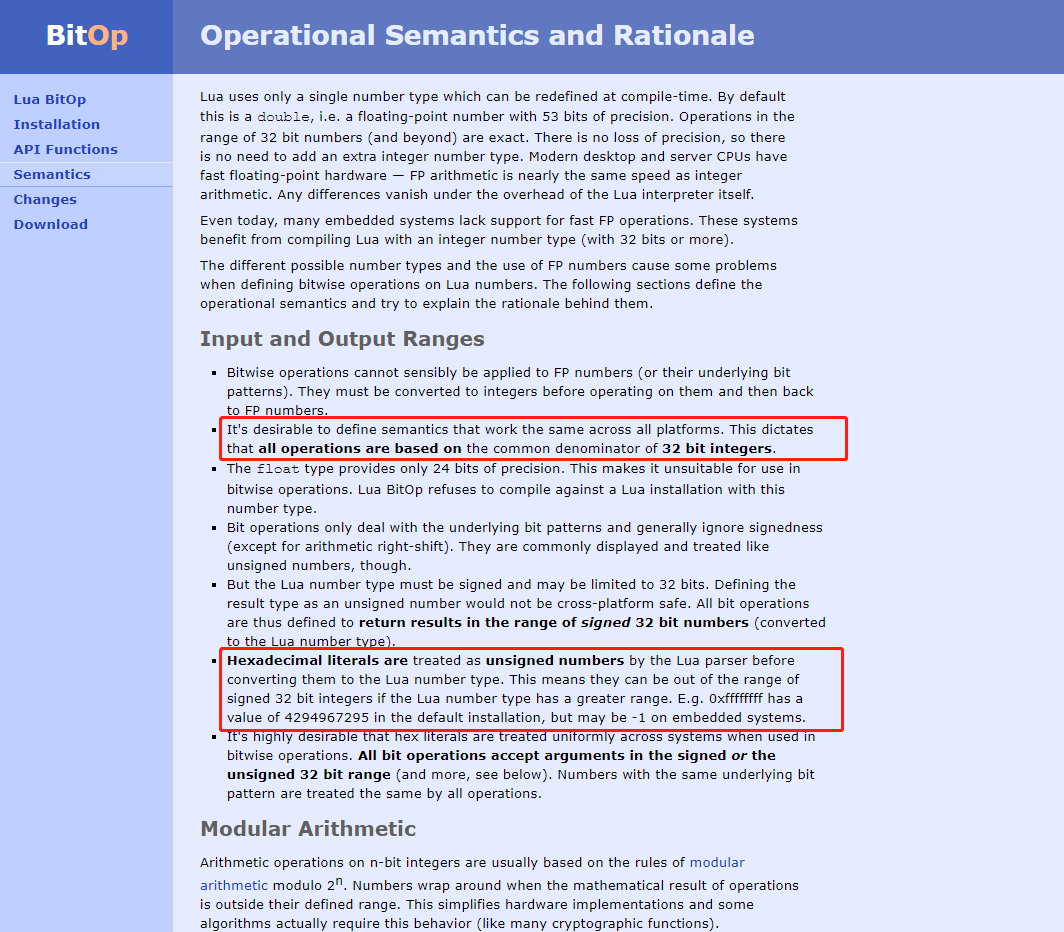 BitOp
Operational Semantics and Rationale
Lua BitOp
Installation
API Functions
Semantics
Changes
Download
Lua uses only a single number type which can be redefined at compile-time. By default
this is a double, i.e. a floating-point number with 53 bits of precision. Operations in the
range of 32 bit numbers (and beyond) are exact. There is no loss of precision, so there
is no need to add an extra integer number type. Modern desktop and server CPUs have
fast floating-point hardware — FP arithmetic is nearly the same speed as integer
arithmetic. Any differences vanish under the overhead of the Lua interpreter itself.
Even today, many embedded systems lack support for fast FP operations. These systems
benefit from compiling Lua with an integer number type (with 32 bits or more).
The different possible number types and the use of FP numbers cause some problems
when defining bitwise operations on Lua numbers. The following sections define the
operational semantics and try to explain the rationale behind them.
Input and Output Ranges
Bitwise operations cannot sensibly be applied to FP numbers (or their underlying bit
patterns). They must be converted to integers before operating on them and then back
to FP numbers.
It's desirable to define semantics that work the same across all platforms. This dictates
that all operations are based on the common denominator of 32 bit integers.
The float type provides only 24 bits of precision. This makes it unsuitable for use in
bitwise operations. Lua BitOp refuses to compile against a Lua installation with this
number type.
Bit operations only deal with the underlying bit patterns and generally ignore signedness
(except for arithmetic right-shift). They are commonly displayed and treated like
unsigned numbers, though.
But the Lua number type must be signed and may be limited to 32 bits. Defining the
result type as an unsigned number would not be cross-platform safe. All bit operations
are thus defined to return results in the range of signed 32 bit numbers (converted
to the Lua number type).
Hexadecimal literals are treated as unsigned numbers by the Lua parser before
converting them to the Lua number type. This means they can be out of the range of
signed 32 bit integers if the Lua number type has a greater range. E.g. 0xffffffff has a
value of 4294967295 in the default installation, but may be -1 on embedded systems.
It's highly desirable that hex literals are treated uniformly across systems when used in
bitwise operations. All bit operations accept arguments in the signed or the
unsigned 32 bit range (and more, see below). Numbers with the same underlying bit
pattern are treated the same by all operations.
Modular Arithmetic
Arithmetic operations on n-bit integers are usually based on the rules of modular
arithmetic modulo 2n. Numbers wrap around when the mathematical result of operations
is outside their defined range. This simplifies hardware implementations and some
algorithms actually require this behavior (like many cryptographic functions).